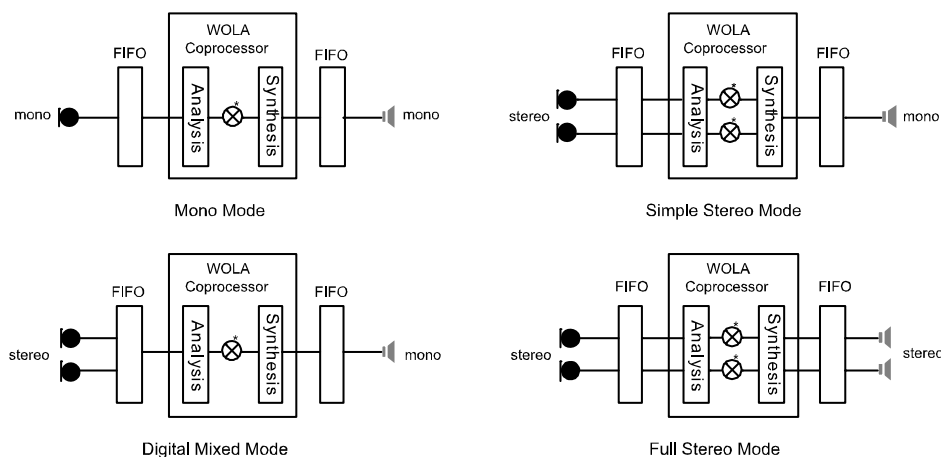 WOLA
Coprocessor
FIFO
FIFO
mono
Analysis
*
Synthesis
mono
Mono Mode
WOLA
Coprocessor
FIFO
FIFO
stereo
Analysis
*
*
Synthesis
mono
Simple Stereo Mode
WOLA
Coprocessor
FIFO
FIFO
stereo
Analysis
*
Synthesis
mono
Digital Mixed Mode
WOLA
Coprocessor
FIFO
FIFO
stereo
Analysis
*
*
Synthesis
stereo
Full Stereo Mode